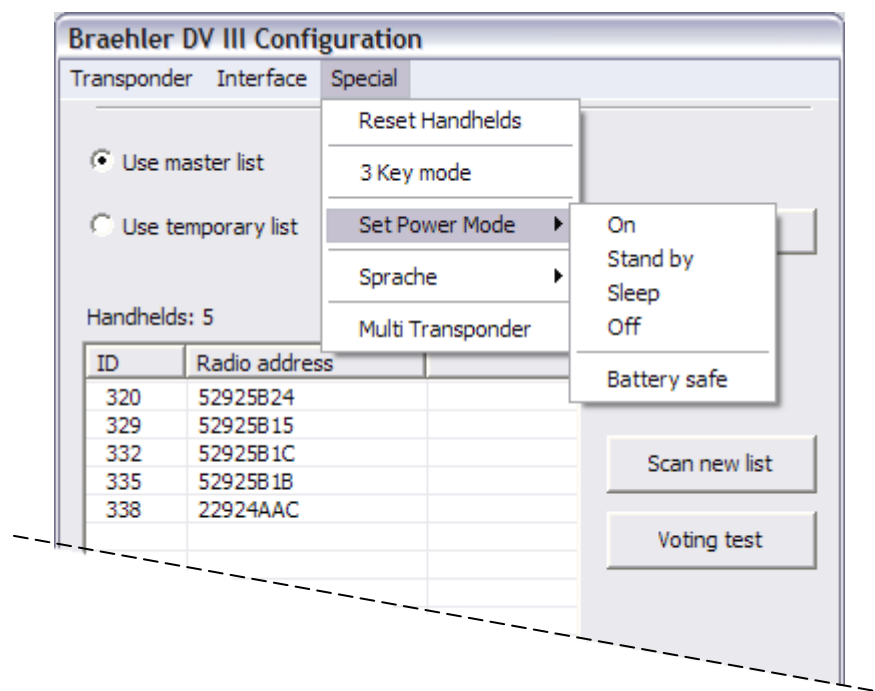 Braehler DV III Configuration
Transponder Interface Special
Reset Handhelds
Use master list
3 Key mode
Use temporary list
Set Power Mode
On
Stand by
Sprache
Sleep
Handhelds: 5
Off
Multi Transponder
ID Radio address
Battery safe
320 52925B24
329 52925B15
332 52925B1C
335 52925B1B
338 22924AAC
Scan new list
Voting test